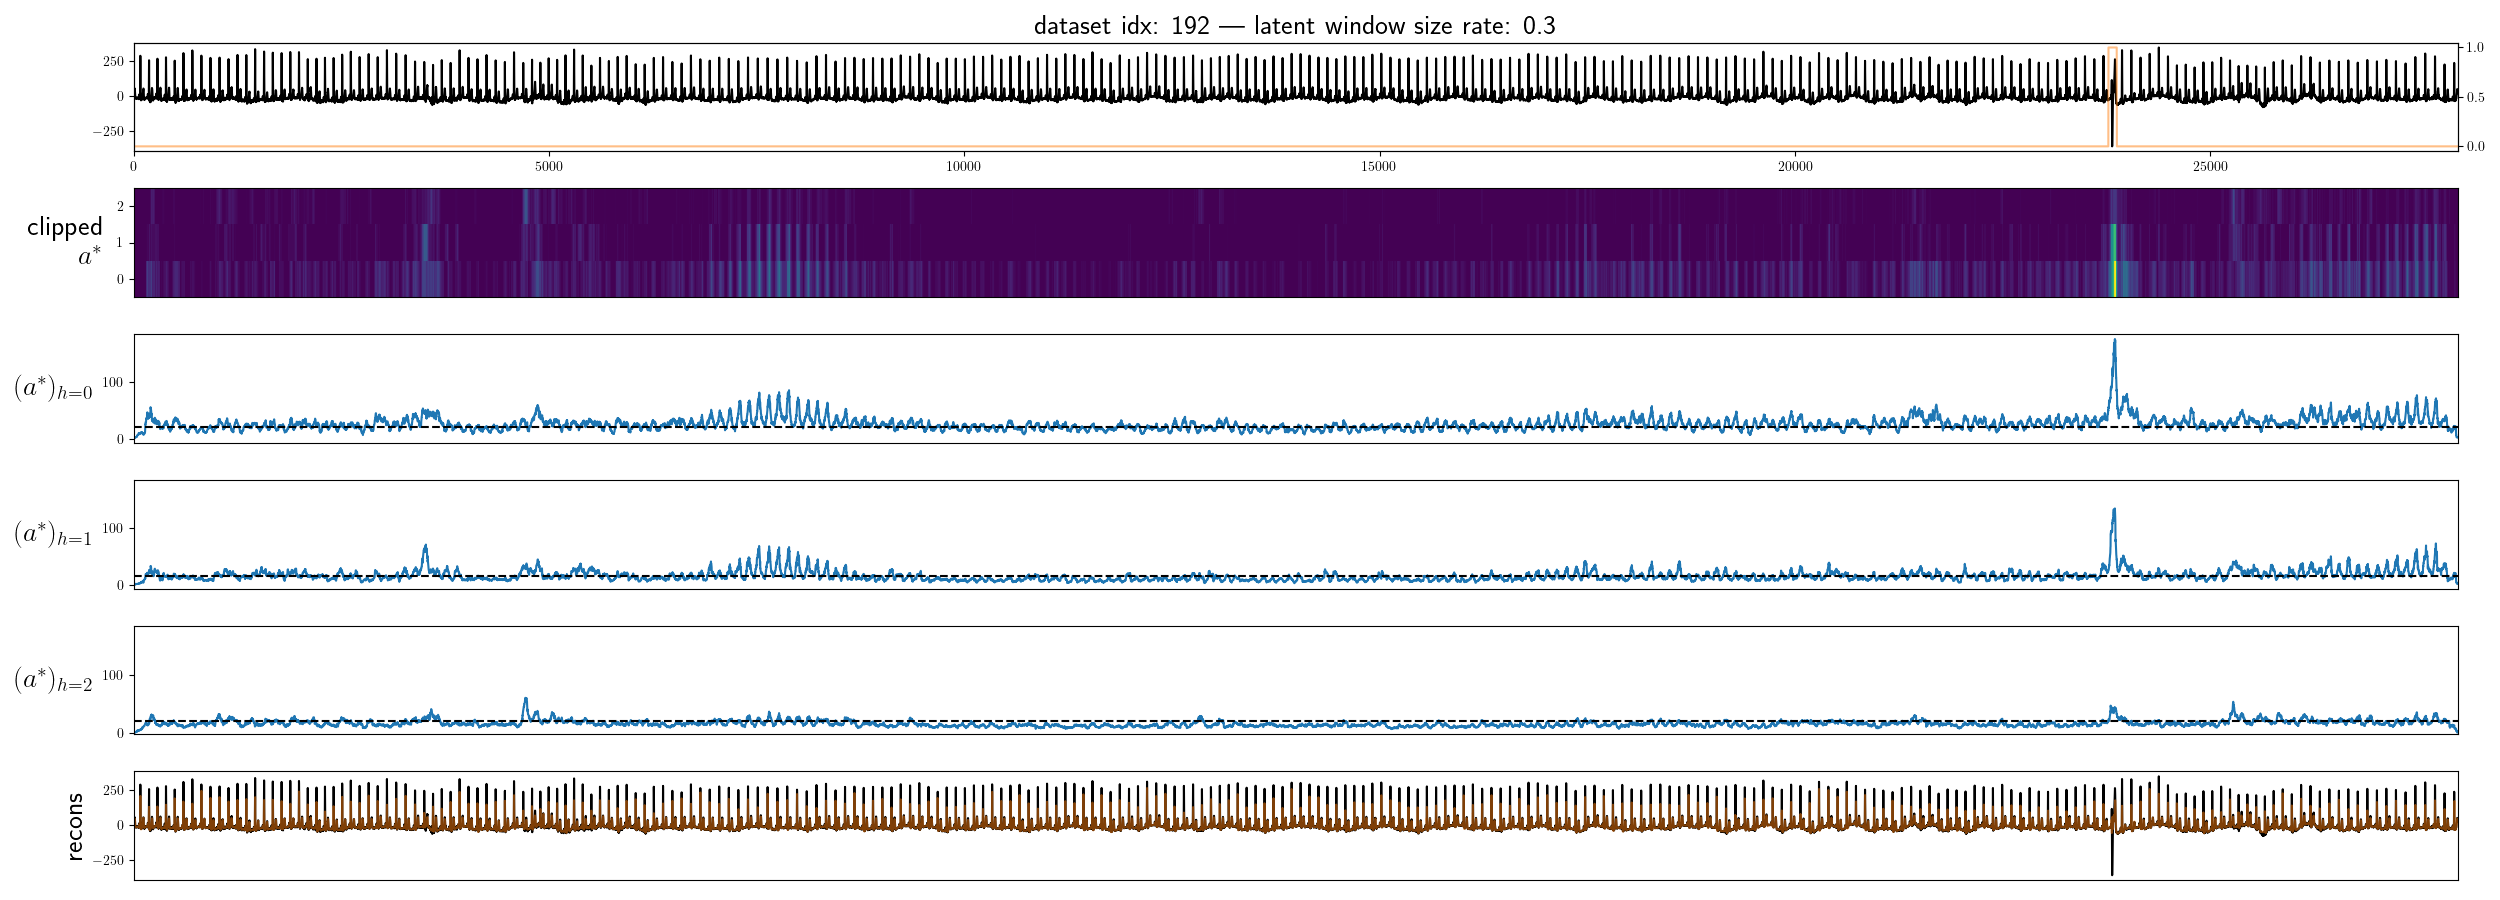 dataset idx: 192 — latent window size rate: 0.3
250
0
−250
1.0
0.5
0.0
0 5000 10000 15000 20000 25000
clipped
a*
2
1
0
(a*)h=0
100
0
(a*)h=1
100
0
(a*)h=2
100
0
recons
250
0
−250